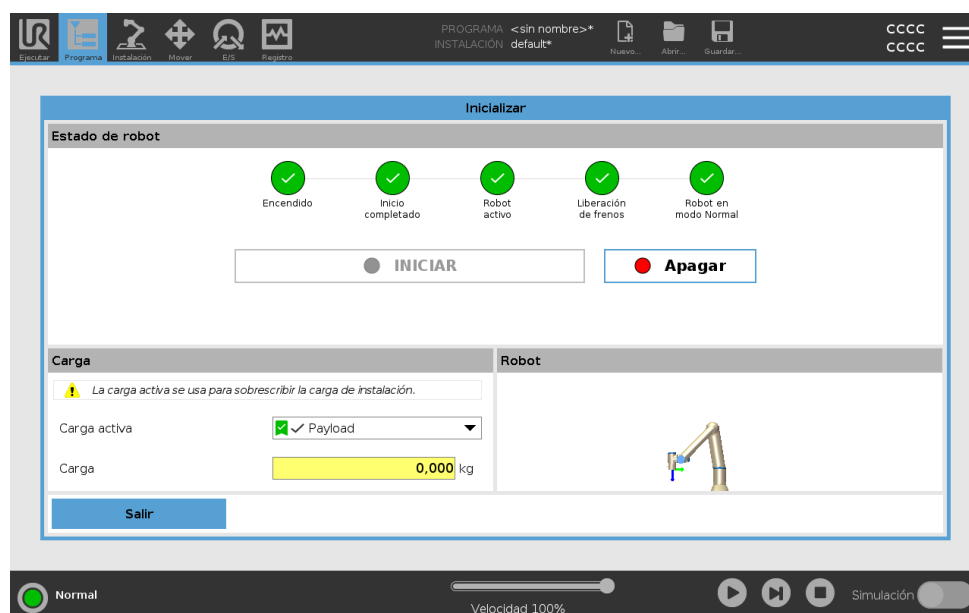 UR
PROGRAMA <sin nombre>*
INSTALACIÓN default*
cccc
cccc
Ejecutar
Programa
Instalación
Mover
E/S
Registro
Nuevo...
Abrir...
Guardar...
Inicializar
Estado de robot
Encendido
Inicio
completado
Robot
activo
Liberación
de frenos
Robot en
modo Normal
INICIAR
Apagar
Carga
Robot
La carga activa se usa para sobrescribir la carga de instalación.
Carga activa
Payload
Carga
0,000 kg
Salir
Normal
Velocidad 100%
Simulación